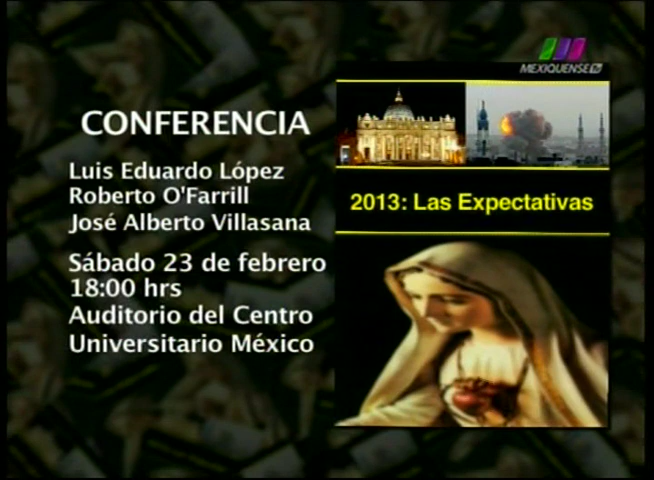 MEXIQUENSE TV
CONFERENCIA
Luis Eduardo López
Roberto O'Farrill
José Alberto Villasana
Sábado 23 de febrero
18:00 hrs
Auditorio del Centro
Universitario México
2013: Las Expectativas